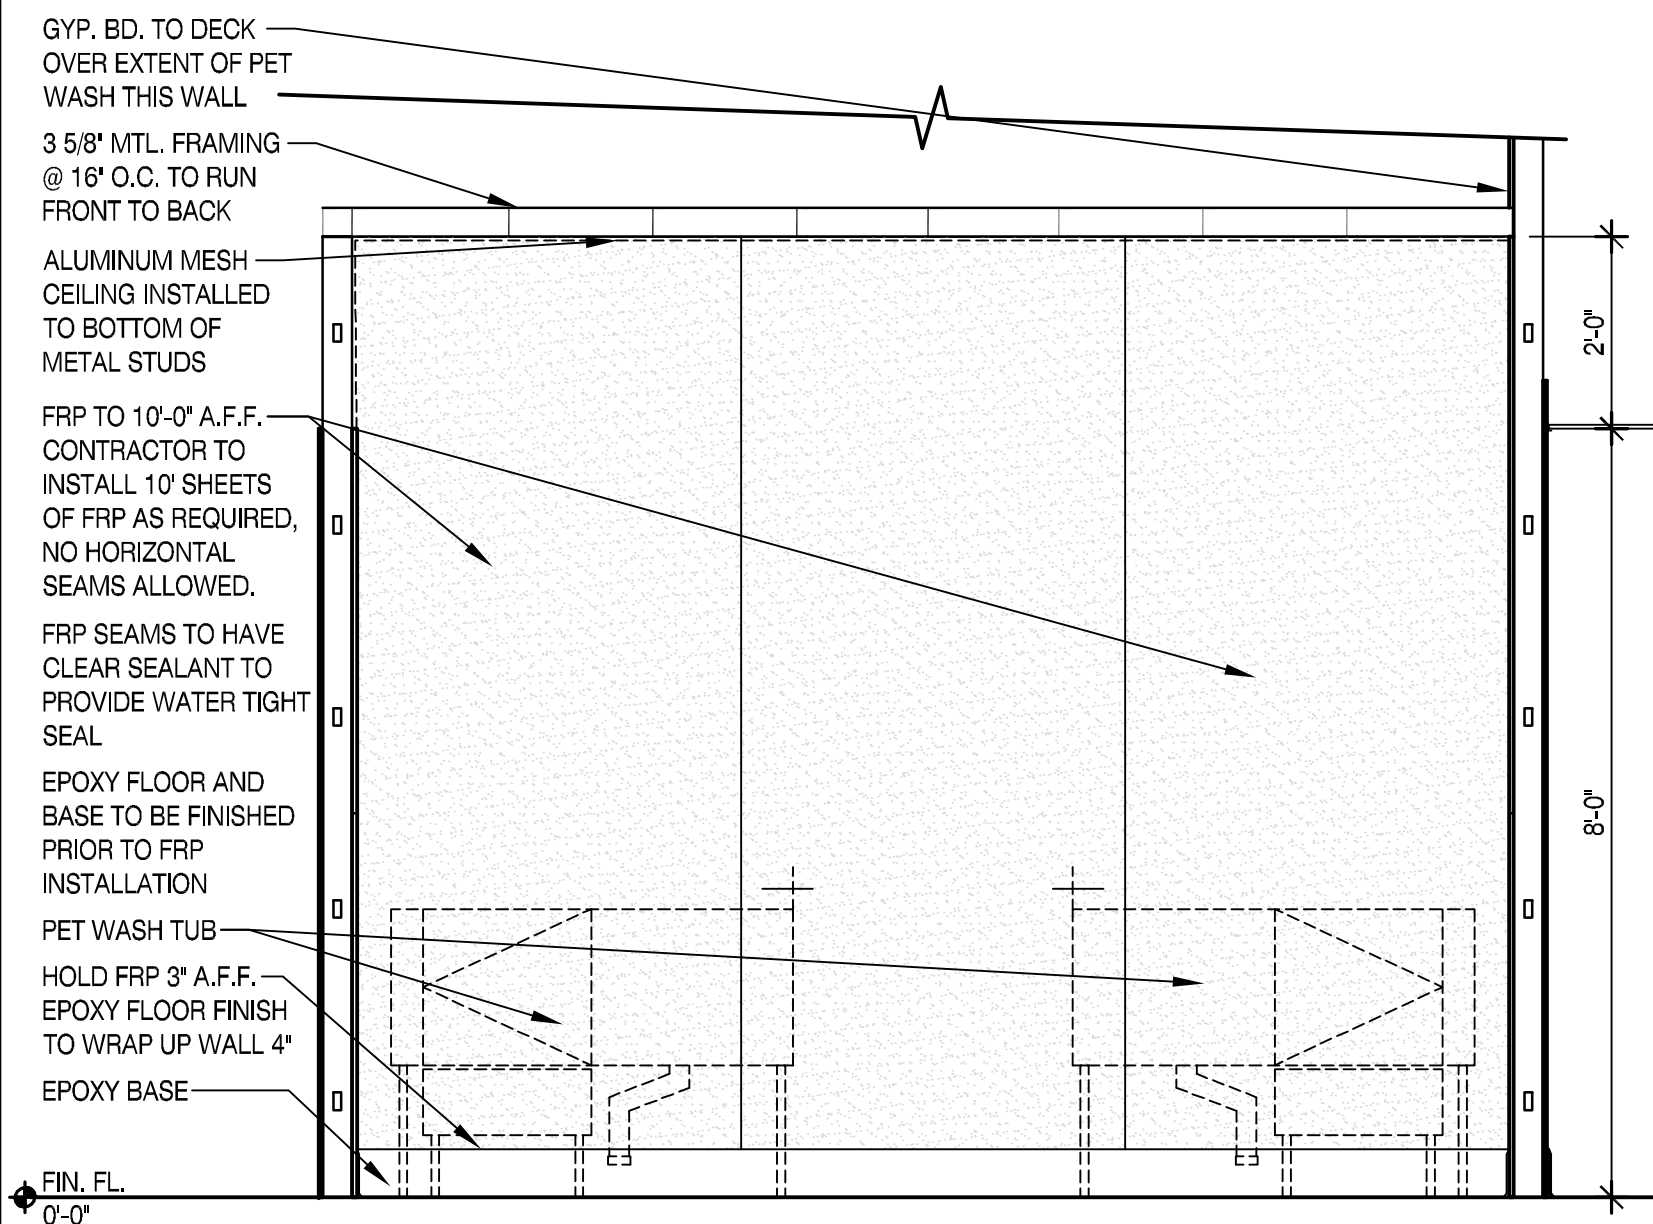 GYP. BD. TO DECK
OVER EXTENT OF PET
WASH THIS WALL
3 5/8" MTL. FRAMING
@ 16" O.C. TO RUN
FRONT TO BACK
ALUMINUM MESH
CEILING INSTALLED
TO BOTTOM OF
METAL STUDS
FRP TO 10'-0" A.F.F.
CONTRACTOR TO
INSTALL 10' SHEETS
OF FRP AS REQUIRED,
NO HORIZONTAL
SEAMS ALLOWED.
FRP SEAMS TO HAVE
CLEAR SEALANT TO
PROVIDE WATER TIGHT
SEAL
EPOXY FLOOR AND
BASE TO BE FINISHED
PRIOR TO FRP
INSTALLATION
PET WASH TUB
HOLD FRP 3" A.F.F.
EPOXY FLOOR FINISH
TO WRAP UP WALL 4"
EPOXY BASE
FIN. FL.
0'-0"
2'-0"
8'-0"